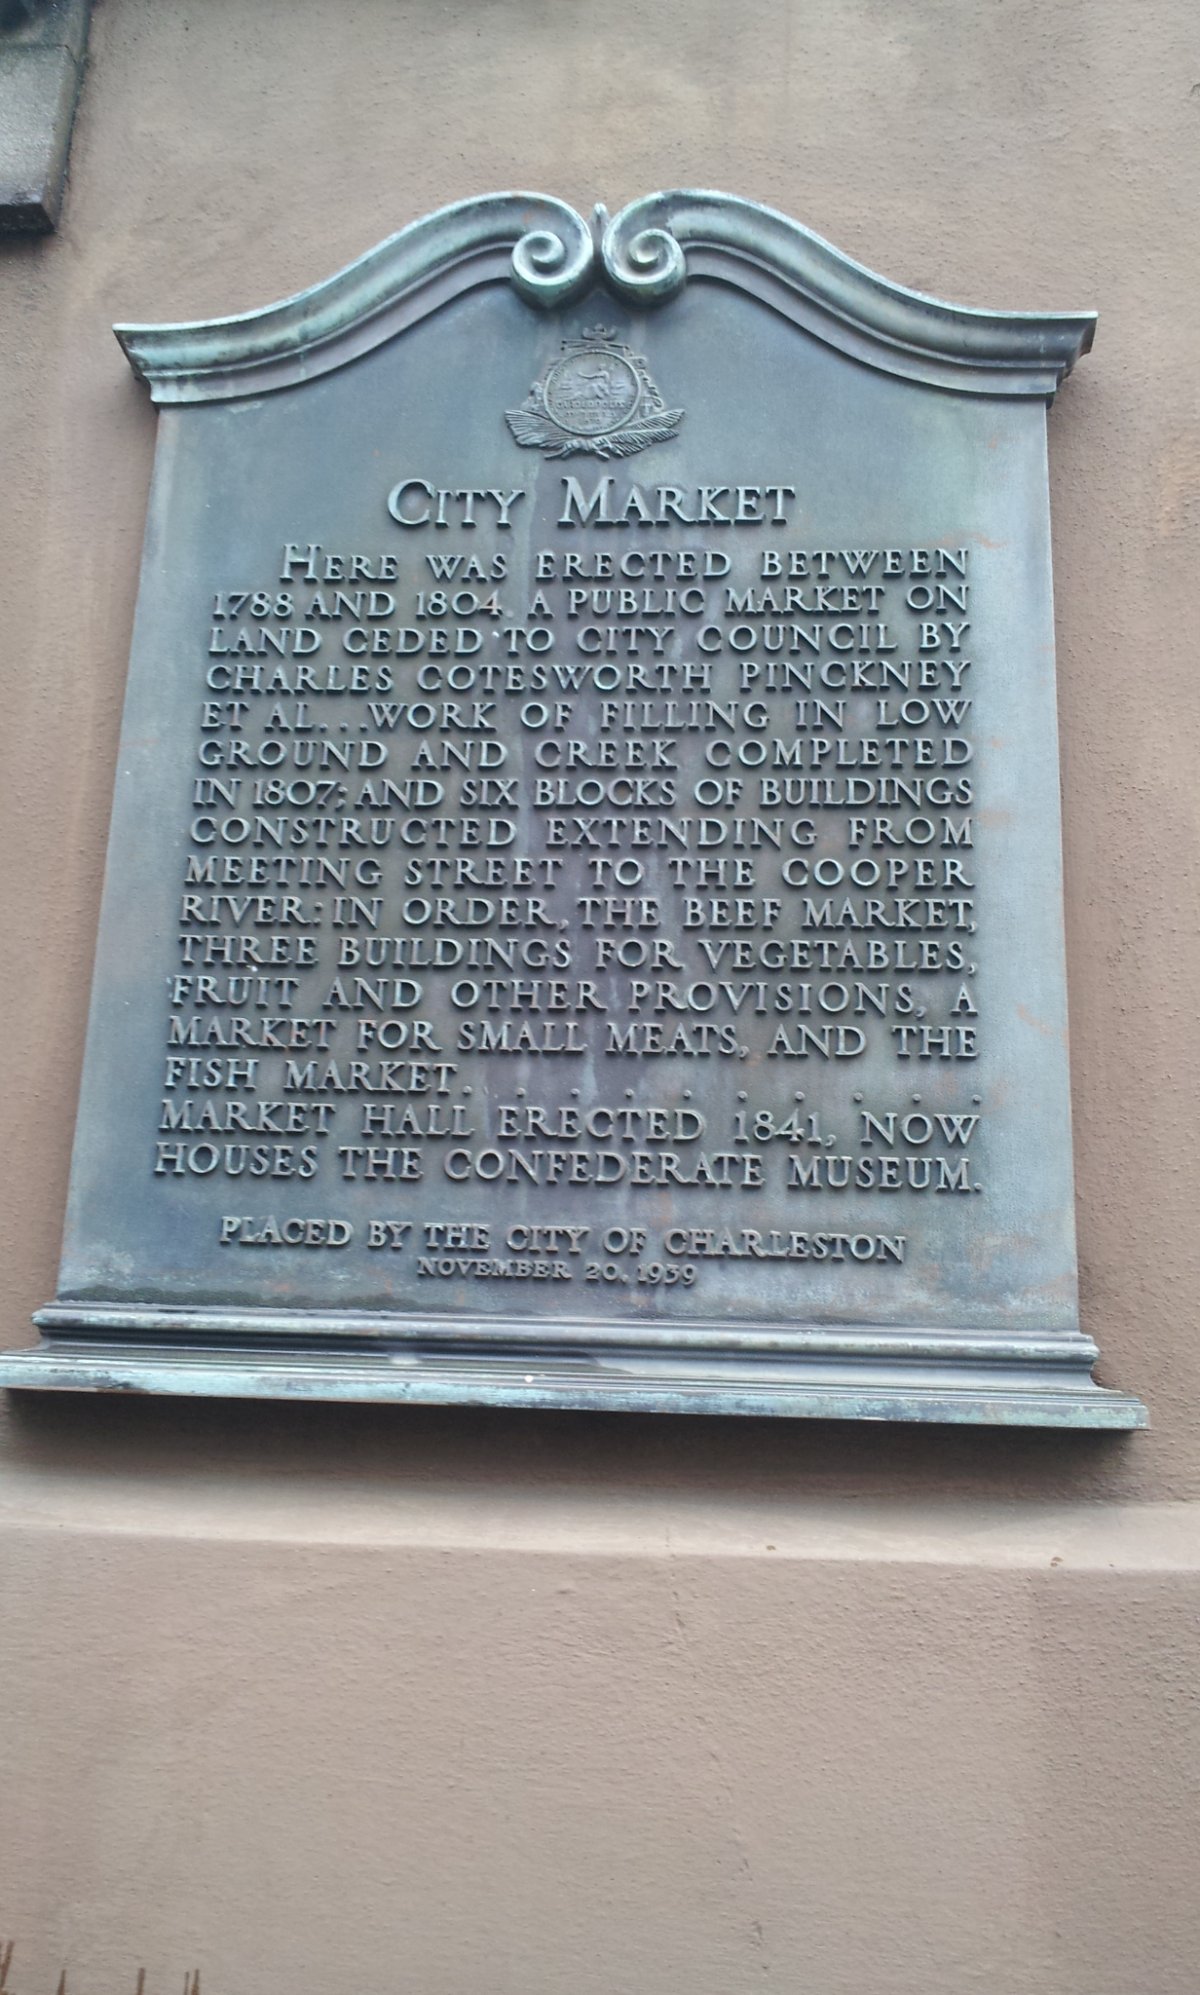 CITY MARKET
HERE WAS ERECTED BETWEEN
1788 AND 1804 A PUBLIC MARKET ON
LAND CEDED TO CITY COUNCIL BY
CHARLES COTESWORTH PINCKNEY
ET AL...WORK OF FILLING IN LOW
GROUND AND CREEK COMPLETED
IN 1807; AND SIX BLOCKS OF BUILDINGS
CONSTRUCTED EXTENDING FROM
MEETING STREET TO THE COOPER
RIVER: IN ORDER, THE BEEF MARKET,
THREE BUILDINGS FOR VEGETABLES,
FRUIT AND OTHER PROVISIONS, A
MARKET FOR SMALL MEATS, AND THE
FISH MARKET. . . . . . . . . .
MARKET HALL ERECTED 1841, NOW
HOUSES THE CONFEDERATE MUSEUM.
PLACED BY THE CITY OF CHARLESTON
NOVEMBER 20, 1939